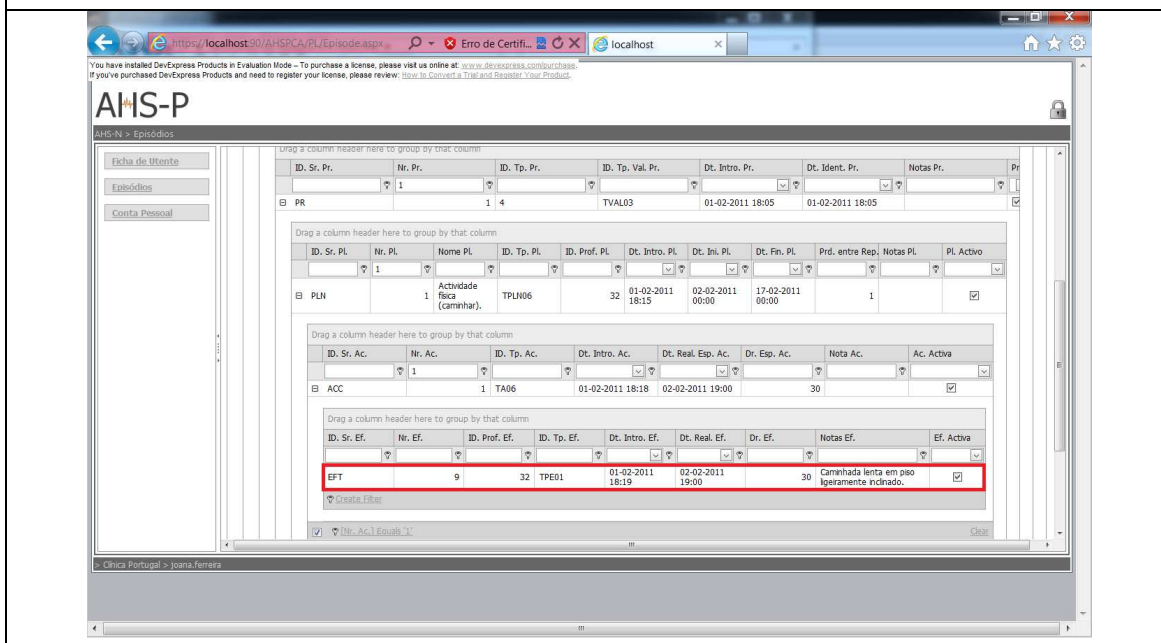 https://localhost:90/AHSPCA/PL/Episode.aspx
Erro de Certifi...
localhost
You have installed DevExpress Products in Evaluation Mode – To purchase a license, please visit us online at: www.devexpress.com/purchase.
If you've purchased DevExpress Products and need to register your license, please review: How to Convert a Trial and Register Your Product.
AHS-P
AHS-N > Episódios
Ficha de Utente
Episódios
Conta Pessoal
Drag a column header here to group by that column
ID. Sr. Pr. Nr. Pr. ID. Tp. Pr. ID. Tp. Val. Pr. Dt. Intro. Pr. Dt. Ident. Pr. Notas Pr. Pr
1
PR 1 4 TVAL03 01-02-2011 18:05 01-02-2011 18:05
Drag a column header here to group by that column
ID. Sr. Pl. Nr. Pl. Nome Pl. ID. Tp. Pl. ID. Prof. Pl. Dt. Intro. Pl. Dt. Ini. Pl. Dt. Fin. Pl. Prd. entre Rep. Notas Pl. Pl. Activo
1
PLN 1 Actividade física (caminhar). TPLN06 32 01-02-2011 18:15 02-02-2011 00:00 17-02-2011 00:00 1
Drag a column header here to group by that column
ID. Sr. Ac. Nr. Ac. ID. Tp. Ac. Dt. Intro. Ac. Dt. Real. Esp. Ac. Dr. Esp. Ac. Nota Ac. Ac. Activa
1
ACC 1 TA06 01-02-2011 18:18 02-02-2011 19:00 30
Drag a column header here to group by that column
ID. Sr. Ef. Nr. Ef. ID. Prof. Ef. ID. Tp. Ef. Dt. Intro. Ef. Dt. Real. Ef. Dr. Ef. Notas Ef. Ef. Activa
EFT 9 32 TPE01 01-02-2011 18:19 02-02-2011 19:00 30 Caminhada lenta em piso ligeiramente inclinado.
Create Filter
[Nr. Ac.] Equals '1' Clear
> Clínica Portugal > joana.ferreira